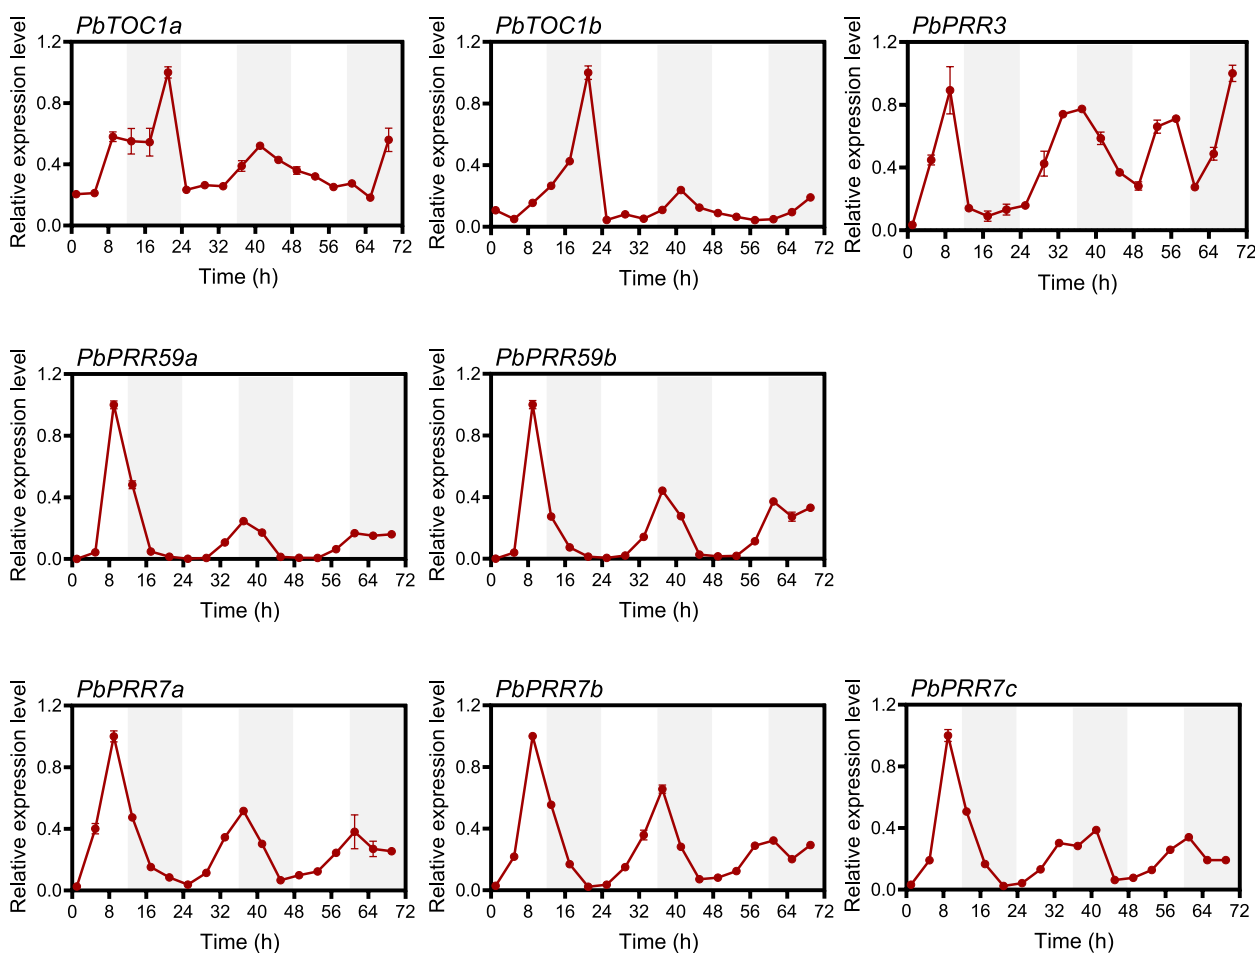 PbTOC1a
Relative expression level
1.2
0.8
0.4
0.0
0 8 16 24 32 40 48 56 64 72
Time (h)
PbTOC1b
Relative expression level
1.2
0.8
0.4
0.0
0 8 16 24 32 40 48 56 64 72
Time (h)
PbPRR3
Relative expression level
1.2
0.8
0.4
0.0
0 8 16 24 32 40 48 56 64 72
Time (h)
PbPRR59a
Relative expression level
1.2
0.8
0.4
0.0
0 8 16 24 32 40 48 56 64 72
Time (h)
PbPRR59b
Relative expression level
1.2
0.8
0.4
0.0
0 8 16 24 32 40 48 56 64 72
Time (h)
PbPRR7a
Relative expression level
1.2
0.8
0.4
0.0
0 8 16 24 32 40 48 56 64 72
Time (h)
PbPRR7b
Relative expression level
1.2
0.8
0.4
0.0
0 8 16 24 32 40 48 56 64 72
Time (h)
PbPRR7c
Relative expression level
1.2
0.8
0.4
0.0
0 8 16 24 32 40 48 56 64 72
Time (h)